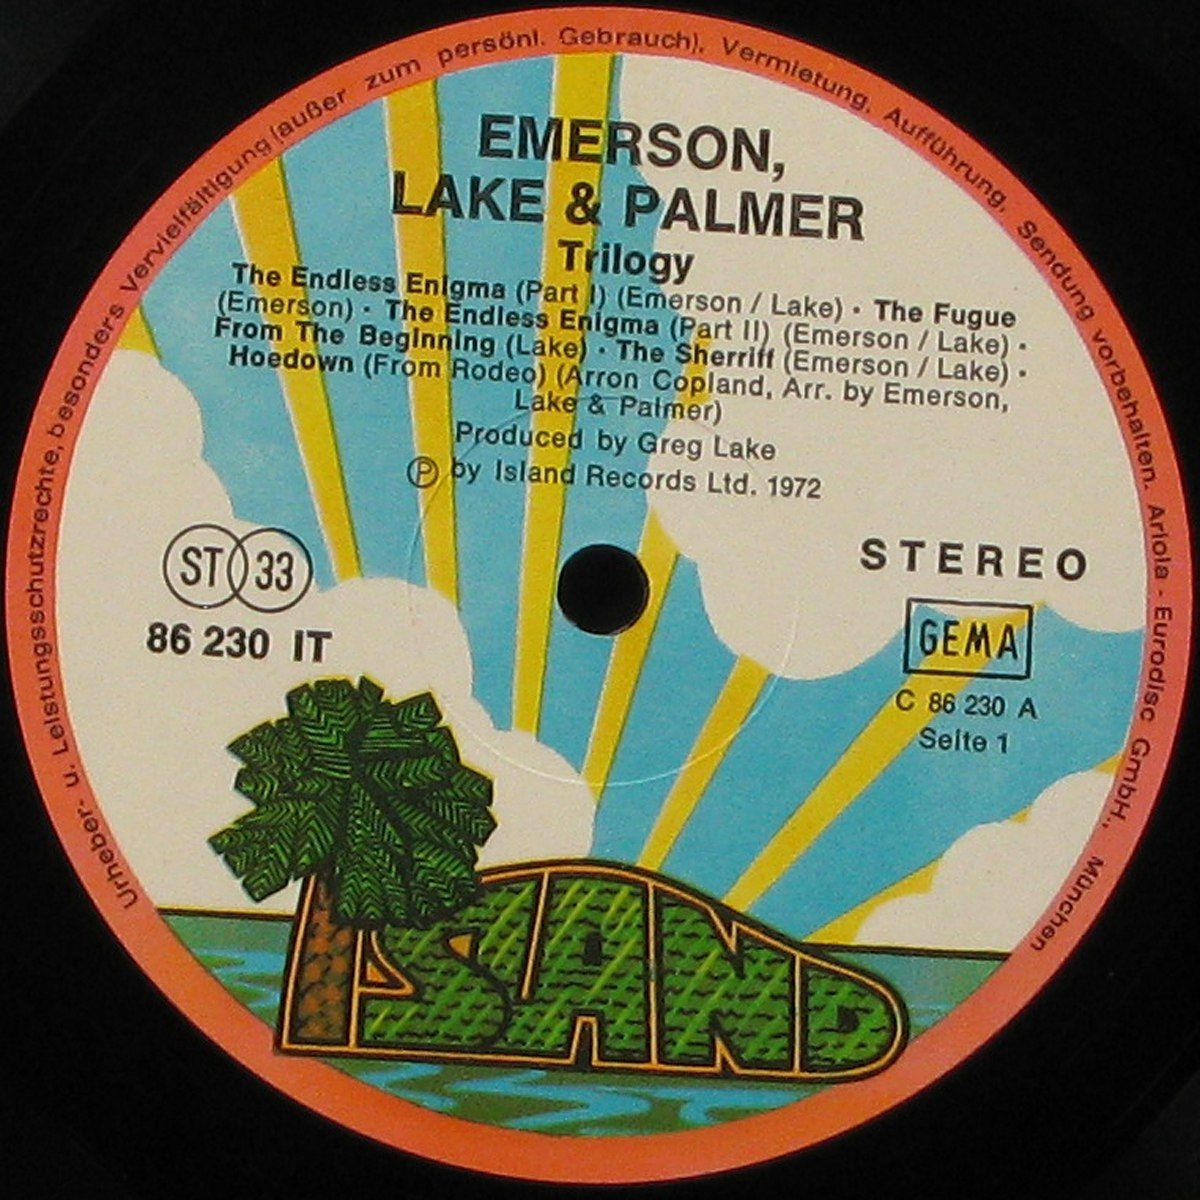 Urheber- u. Leistungsschutzrechte, besonders Vervielfältigung (außer zum persönl. Gebrauch), Vermietung, Aufführung, Sendung vorbehalten. Ariola - Eurodisc GmbH., München
EMERSON,
LAKE & PALMER
Trilogy
The Endless Enigma (Part I) (Emerson / Lake) · The Fugue
(Emerson) · The Endless Enigma (Part II) (Emerson / Lake) ·
From The Beginning (Lake) · The Sherriff (Emerson / Lake) ·
Hoedown (From Rodeo) (Arron Copland, Arr. by Emerson,
Lake & Palmer)
Produced by Greg Lake
Ⓟ by Island Records Ltd. 1972
ST 33
86 230 IT
STEREO
GEMA
C 86 230 A
Seite 1
ISLAND